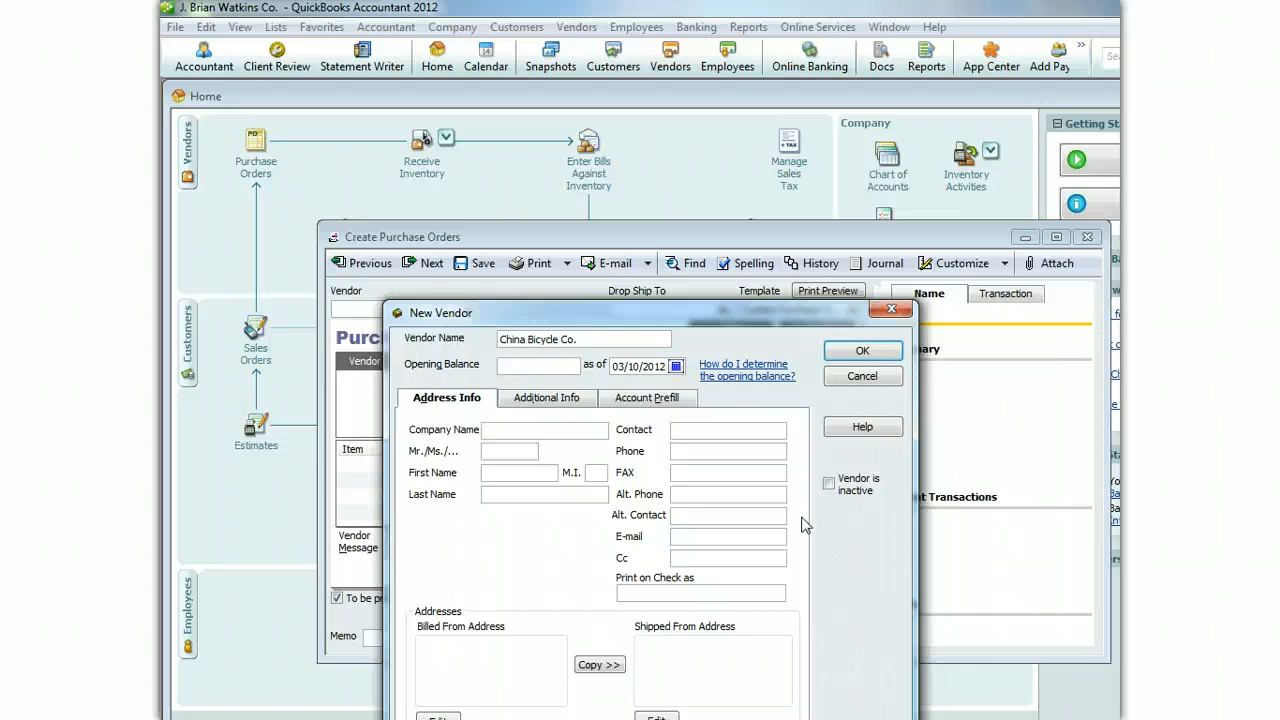 J. Brian Watkins Co. - QuickBooks Accountant 2012
File Edit View Lists Favorites Accountant Company Customers Vendors Employees Banking Reports Online Services Window Help
Accountant Client Review Statement Writer Home Calendar Snapshots Customers Vendors Employees Online Banking Docs Reports App Center Add Pay
Home
Vendors
Purchase
Orders
Receive
Inventory
Enter Bills
Against
Inventory
Manage
Sales
Tax
Company
Chart of
Accounts
Inventory
Activities
Getting St
Customers
Sales
Orders
Estimates
Employees
Create Purchase Orders
Previous Next Save Print E-mail Find Spelling History Journal Customize Attach
Vendor Drop Ship To Template Print Preview
Name Transaction
Purc
Vendor
Item
Vendor
Message
To be p
Memo
New Vendor
Vendor Name China Bicycle Co.
Opening Balance as of 03/10/2012 How do I determine
the opening balance?
OK
Cancel
Help
Vendor is
inactive
Address Info Additional Info Account Prefill
Company Name Contact
Mr./Ms./... Phone
First Name M.I. FAX
Last Name Alt. Phone
Alt. Contact
E-mail
Cc
Print on Check as
Addresses
Billed From Address Shipped From Address
Copy >>
t Transactions